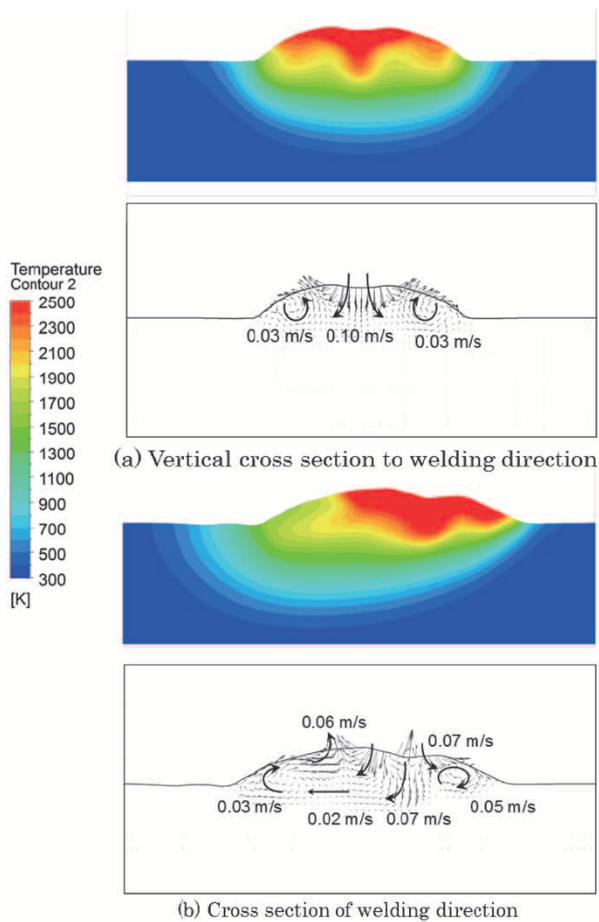 Temperature
Contour 2
2500
2300
2100
1900
1700
1500
1300
1100
900
700
500
300
[K]
0.03 m/s 0.10 m/s 0.03 m/s
(a) Vertical cross section to welding direction
0.06 m/s
0.07 m/s
0.03 m/s
0.02 m/s
0.07 m/s
0.05 m/s
(b) Cross section of welding direction